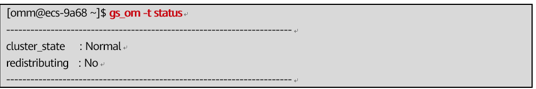 [omm@ecs-9a68 ~]$ gs_om -t status
-----------------------------------------------------------------------
cluster_state     : Normal
redistributing   : No
-----------------------------------------------------------------------